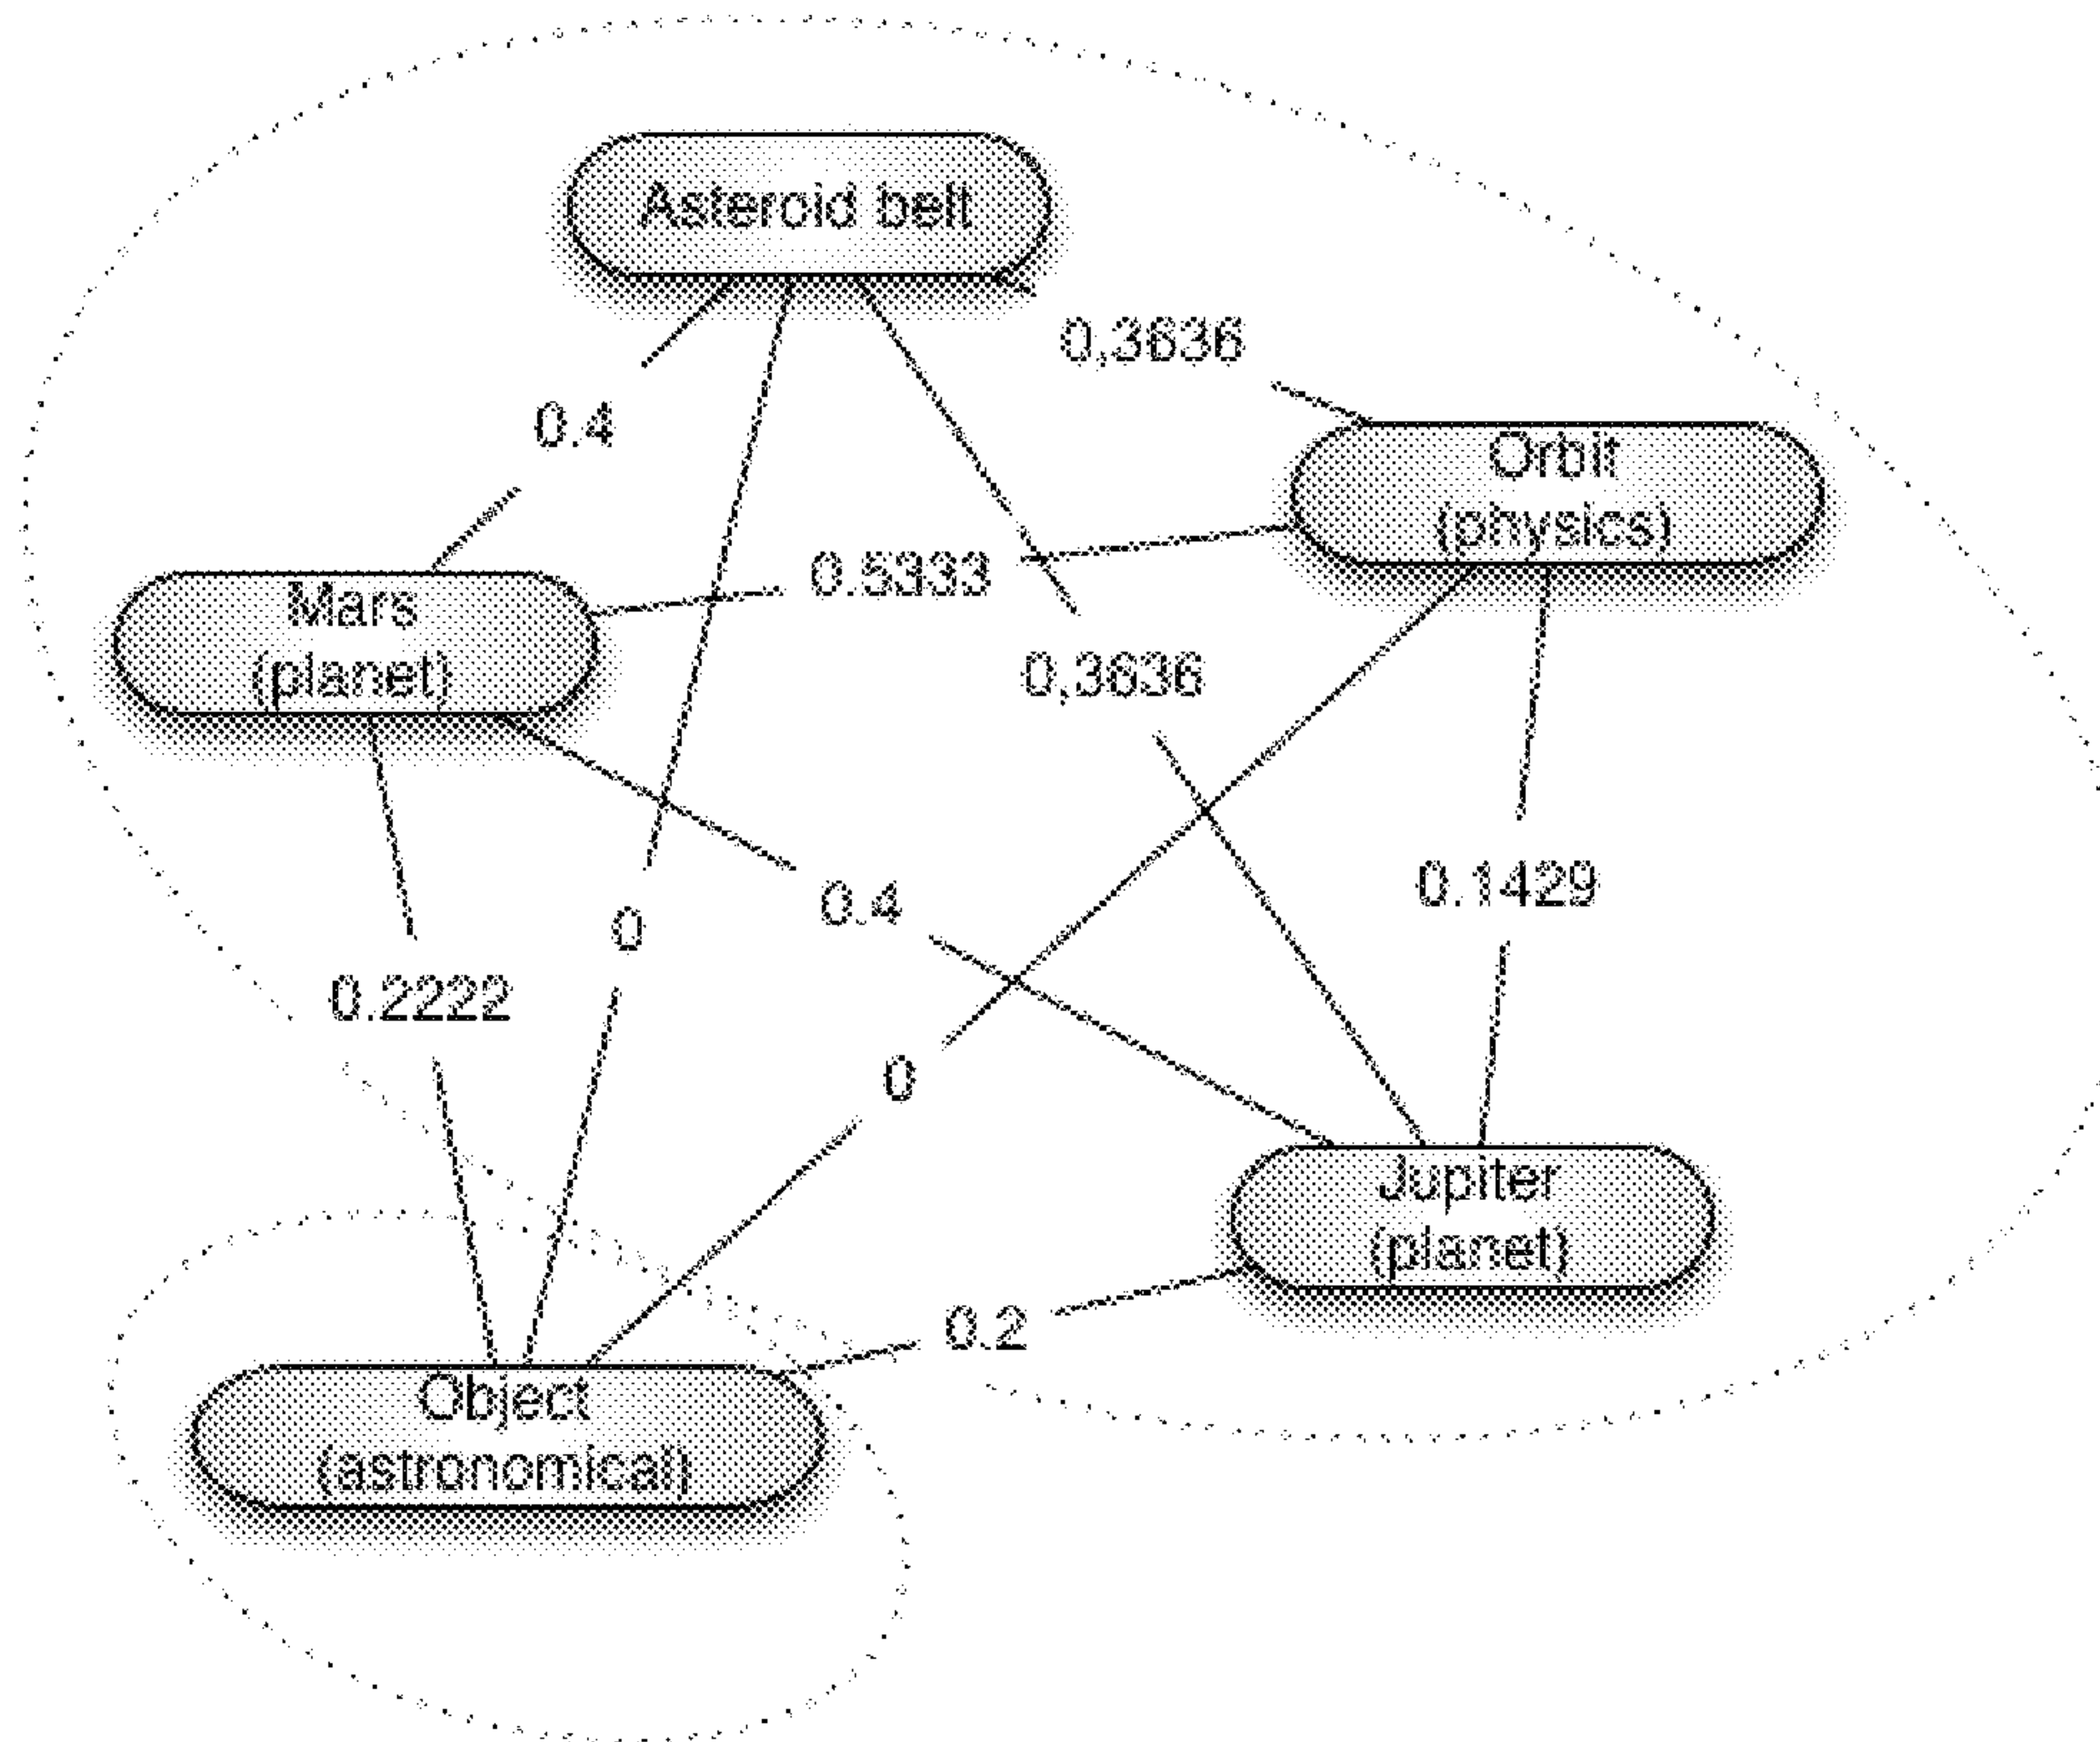 Asteroid belt
0,3636
0.4
Orbit
(physics)
0.5333
Mars
(planet)
0,3636
0.4
0.1429
0
0.2222
0
Jupiter
(planet)
0.2
Object
(astronomical)